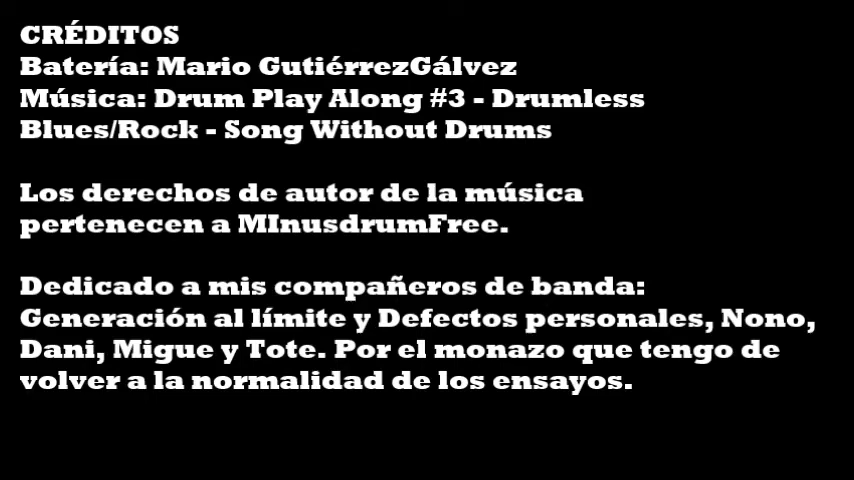 CRÉDITOS
Batería: Mario GutiérrezGálvez
Música: Drum Play Along #3 - Drumless
Blues/Rock - Song Without Drums
Los derechos de autor de la música
pertenecen a MInusdrumFree.
Dedicado a mis compañeros de banda:
Generación al límite y Defectos personales, Nono,
Dani, Migue y Tote. Por el monazo que tengo de
volver a la normalidad de los ensayos.